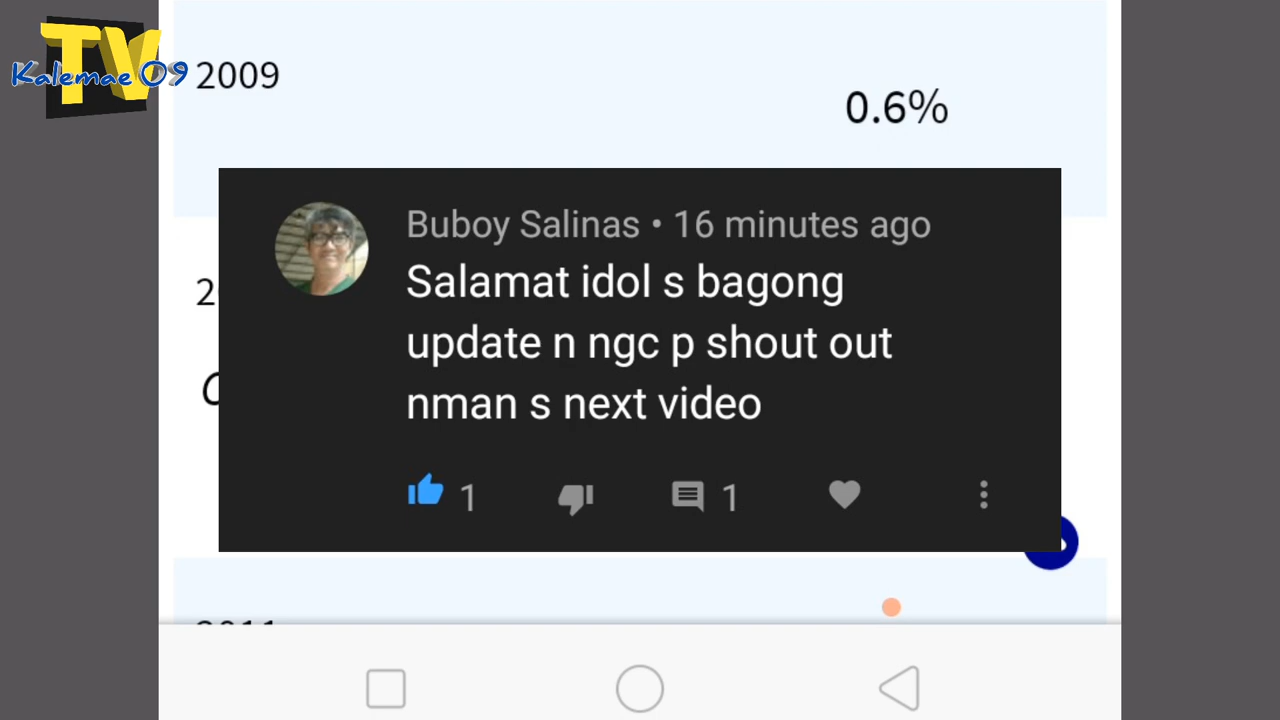 TV
Kalemae 09
2009
0.6%
Buboy Salinas • 16 minutes ago
Salamat idol s bagong
update n ngc p shout out
nman s next video
1
1